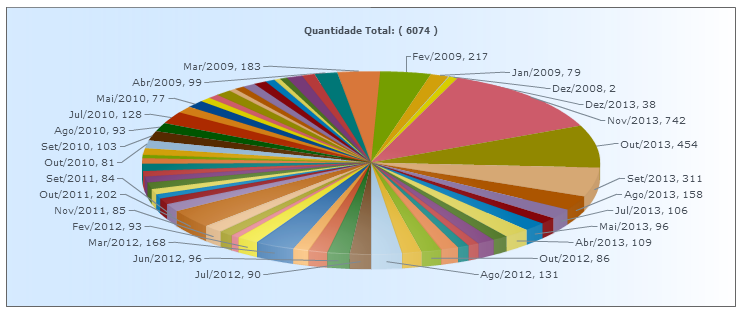 Quantidade Total: ( 6074 )
Mar/2009, 183
Fev/2009, 217
Abr/2009, 99
Jan/2009, 79
Dez/2008, 2
Mai/2010, 77
Dez/2013, 38
Jul/2010, 128
Nov/2013, 742
Ago/2010, 93
Set/2010, 103
Out/2013, 454
Out/2010, 81
Set/2011, 84
Set/2013, 311
Out/2011, 202
Ago/2013, 158
Nov/2011, 85
Jul/2013, 106
Fev/2012, 93
Mai/2013, 96
Mar/2012, 168
Abr/2013, 109
Jun/2012, 96
Out/2012, 86
Jul/2012, 90
Ago/2012, 131